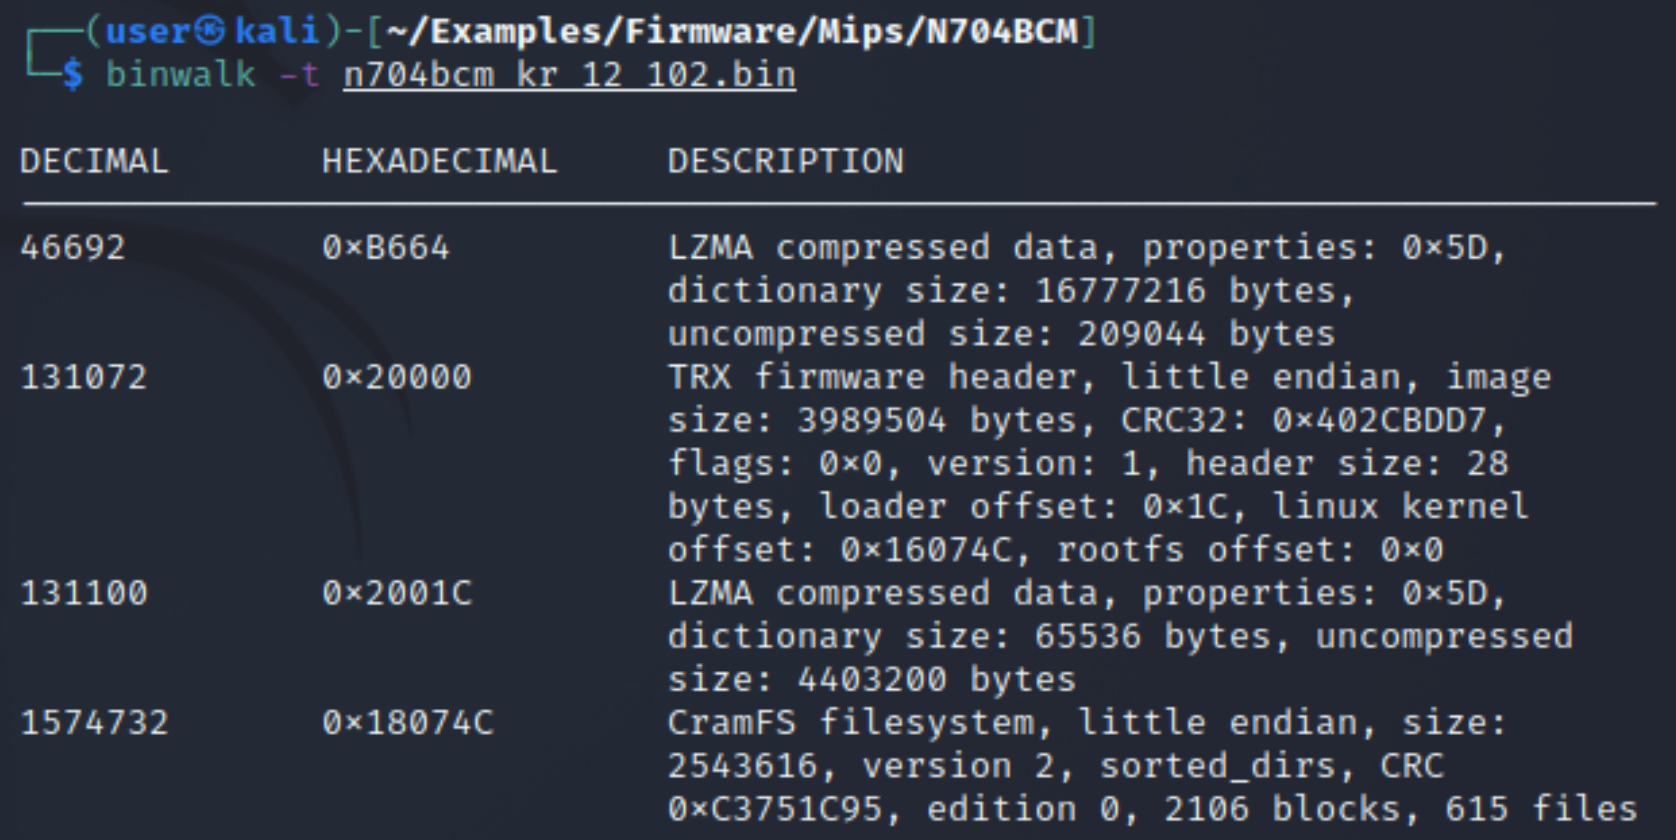 ┌──(user㉿kali)-[~/Examples/Firmware/Mips/N704BCM]
└─$ binwalk -t n704bcm_kr_12_102.bin
DECIMAL HEXADECIMAL DESCRIPTION
46692 0×B664 LZMA compressed data, properties: 0×5D,
dictionary size: 16777216 bytes,
uncompressed size: 209044 bytes
131072 0×20000 TRX firmware header, little endian, image
size: 3989504 bytes, CRC32: 0×402CBDD7,
flags: 0×0, version: 1, header size: 28
bytes, loader offset: 0×1C, linux kernel
offset: 0×16074C, rootfs offset: 0×0
131100 0×2001C LZMA compressed data, properties: 0×5D,
dictionary size: 65536 bytes, uncompressed
size: 4403200 bytes
1574732 0×18074C CramFS filesystem, little endian, size:
2543616, version 2, sorted_dirs, CRC
0×C3751C95, edition 0, 2106 blocks, 615 files